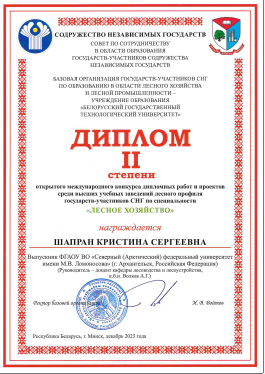 СОДРУЖЕСТВО НЕЗАВИСИМЫХ ГОСУДАРСТВ
СОВЕТ ПО СОТРУДНИЧЕСТВУ
В ОБЛАСТИ ОБРАЗОВАНИЯ
ГОСУДАРСТВ-УЧАСТНИКОВ СОДРУЖЕСТВА
НЕЗАВИСИМЫХ ГОСУДАРСТВ
БАЗОВАЯ ОРГАНИЗАЦИЯ ГОСУДАРСТВ-УЧАСТНИКОВ СНГ
ПО ОБРАЗОВАНИЮ В ОБЛАСТИ ЛЕСНОГО ХОЗЯЙСТВА
И ЛЕСНОЙ ПРОМЫШЛЕННОСТИ –
УЧРЕЖДЕНИЕ ОБРАЗОВАНИЯ
«БЕЛОРУССКИЙ ГОСУДАРСТВЕННЫЙ
ТЕХНОЛОГИЧЕСКИЙ УНИВЕРСИТЕТ»
ДИПЛОМ
II
степени
открытого международного конкурса дипломных работ и проектов
среди высших учебных заведений лесного профиля
государств-участников СНГ по специальности
«ЛЕСНОЕ ХОЗЯЙСТВО»
награждается
ШАПРАН КРИСТИНА СЕРГЕЕВНА
Выпускник ФГАОУ ВО «Северный (Арктический) федеральный университет
имени М.В. Ломоносова» (г. Архангельск, Российская Федерация)
(Руководитель – доцент кафедры лесоводства и лесоустройства,
Волков А.Г.)
Ректор базовой организации
И. В. Войтов
Республика Беларусь, г. Минск, декабрь 2023 года